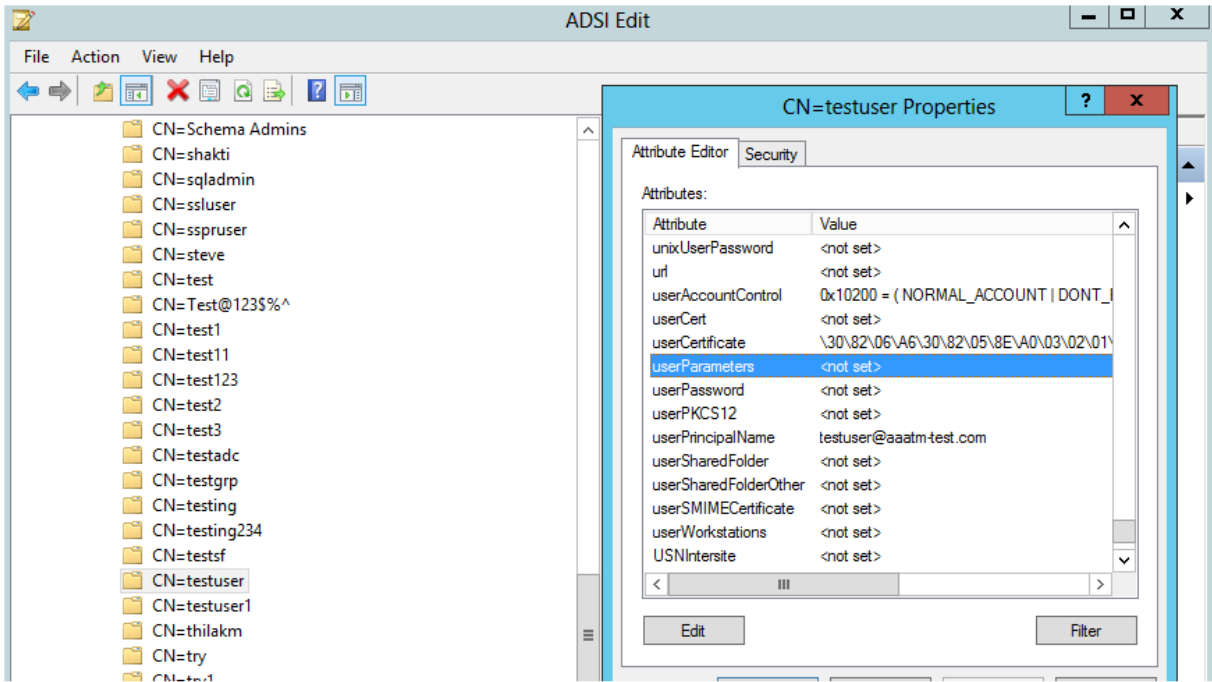 ADSI Edit
File Action View Help
CN=Schema Admins
CN=shakti
CN=sqladmin
CN=ssluser
CN=sspruser
CN=steve
CN=test
CN=Test@123$%^
CN=test1
CN=test11
CN=test123
CN=test2
CN=test3
CN=testadc
CN=testgrp
CN=testing
CN=testing234
CN=testsf
CN=testuser
CN=testuser1
CN=thilakm
CN=try
CN=try1
CN=testuser Properties
? x
Attribute Editor Security
Attributes:
Attribute Value
unixUserPassword <not set>
url <not set>
userAccountControl 0x10200 = ( NORMAL_ACCOUNT | DONT_
userCert <not set>
userCertificate \30\82\06\A6\30\82\05\8E\A0\03\02\01\
userParameters <not set>
userPassword <not set>
userPKCS12 <not set>
userPrincipalName testuser@aaatm-test.com
userSharedFolder <not set>
userSharedFolderOther <not set>
userSMIMECertificate <not set>
userWorkstations <not set>
USNIntersite <not set>
Edit Filter